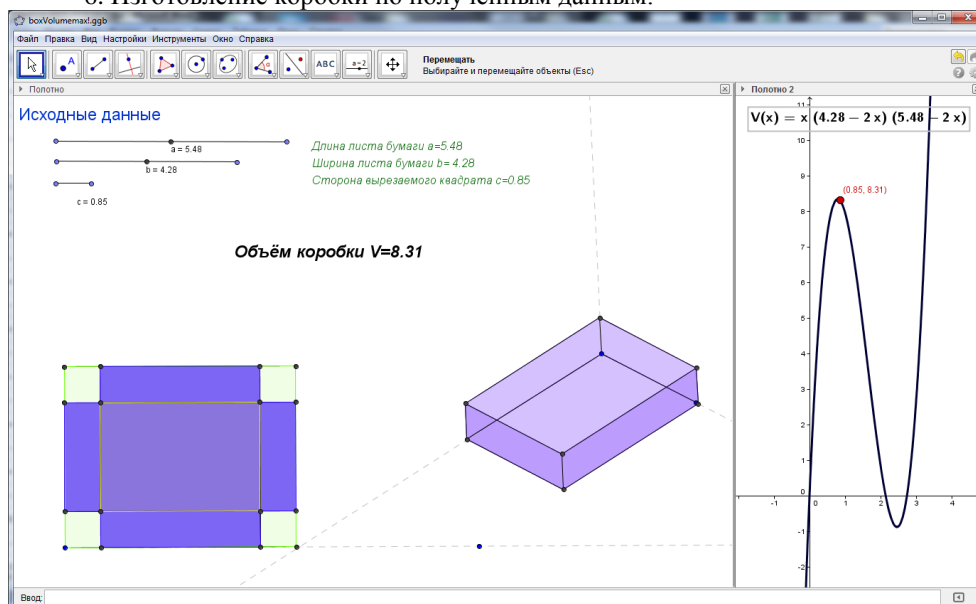 6. Изготовление коробки по полученным данным.
boxVolumemax.ggb
Файл Правка Вид Настройки Инструменты Окно Справка
A
ABC
a=2
Перемещать
Выбирайте и перемещайте объекты (Esc)
Полотно
Полотно 2
Исходные данные
a = 5.48
b = 4.28
c = 0.85
Длина листа бумаги a=5.48
Ширина листа бумаги b= 4.28
Сторона вырезаемого квадрата c=0.85
Объём коробки V=8.31
V(x) = x (4.28 − 2 x) (5.48 − 2 x)
(0.85, 8.31)
11
10
9
8
7
6
5
4
3
2
1
0
-1
-2
-1
0
1
2
3
4
Ввод: